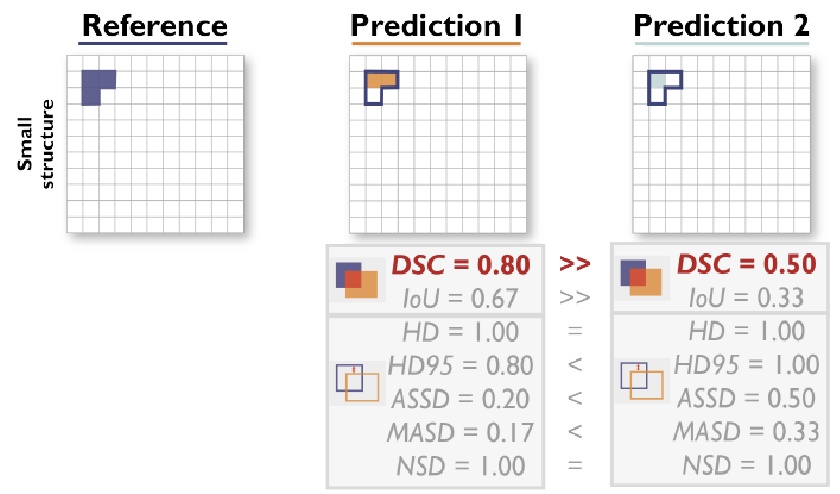 Reference Prediction 1 Prediction 2
Small
structure
DSC = 0.80 >> DSC = 0.50
IoU = 0.67 >> IoU = 0.33
HD = 1.00 = HD = 1.00
HD95 = 0.80 < HD95 = 1.00
ASSD = 0.20 < ASSD = 0.50
MASD = 0.17 < MASD = 0.33
NSD = 1.00 = NSD = 1.00